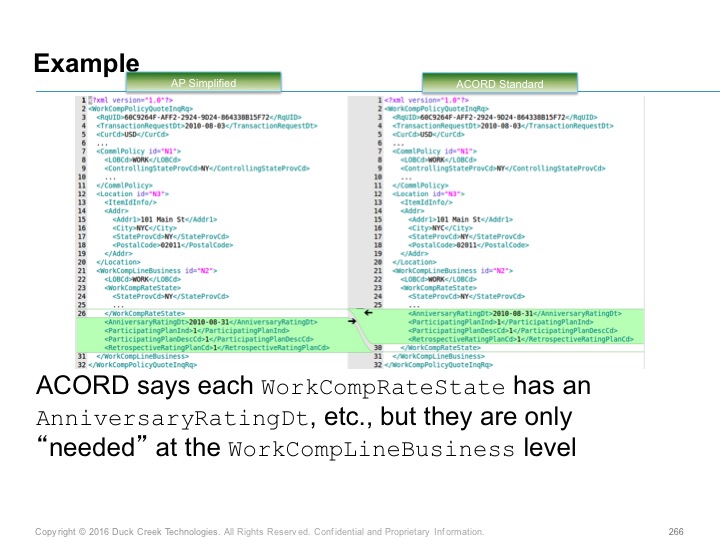 Example
AP Simplified
1 <?xml version="1.0"?>
2 <WorkCompPolicyQuoteInqRq>
3 <RqUID>60C9264F-AFF2-2924-9D24-864338B15F72</RqUID>
4 <TransactionRequestDt>2010-08-03</TransactionRequestDt>
5 <CurCd>USD</CurCd>
6 ...
7 <CommlPolicy id="N1">
8 <LOBCd>WORK</LOBCd>
9 <ControllingStateProvCd>NY</ControllingStateProvCd>
10 ...
11 </CommlPolicy>
12 <Location id="N3">
13 <ItemIdInfo/>
14 <Addr>
15 <Addr1>101 Main St</Addr1>
16 <City>NYC</City>
17 <StateProvCd>NY</StateProvCd>
18 <PostalCode>02011</PostalCode>
19 </Addr>
20 </Location>
21 <WorkCompLineBusiness id="N2">
22 <LOBCd>WORK</LOBCd>
23 <WorkCompRateState>
24 <StateProvCd>NY</StateProvCd>
25 ...
26 </WorkCompRateState>
<AnniversaryRatingDt>2010-08-31</AnniversaryRatingDt>
<ParticipatingPlanInd>1</ParticipatingPlanInd>
<ParticipatingPlanDescCd>1</ParticipatingPlanDescCd>
<RetrospectiveRatingPlanCd>1</RetrospectiveRatingPlanCd>
31 </WorkCompLineBusiness>
32 </WorkCompPolicyQuoteInqRq>
ACORD Standard
1 <?xml version="1.0"?>
2 <WorkCompPolicyQuoteInqRq>
3 <RqUID>60C9264F-AFF2-2924-9D24-864338B15F72</RqUID>
4 <TransactionRequestDt>2010-08-03</TransactionRequestDt>
5 <CurCd>USD</CurCd>
6 ...
7 <CommlPolicy id="N1">
8 <LOBCd>WORK</LOBCd>
9 <ControllingStateProvCd>NY</ControllingStateProvCd>
10 ...
11 </CommlPolicy>
12 <Location id="N3">
13 <ItemIdInfo/>
14 <Addr>
15 <Addr1>101 Main St</Addr1>
16 <City>NYC</City>
17 <StateProvCd>NY</StateProvCd>
18 <PostalCode>02011</PostalCode>
19 </Addr>
20 </Location>
21 <WorkCompLineBusiness id="N2">
22 <LOBCd>WORK</LOBCd>
23 <WorkCompRateState>
24 <StateProvCd>NY</StateProvCd>
25 ...
<AnniversaryRatingDt>2010-08-31</AnniversaryRatingDt>
<ParticipatingPlanInd>1</ParticipatingPlanInd>
<ParticipatingPlanDescCd>1</ParticipatingPlanDescCd>
<RetrospectiveRatingPlanCd>1</RetrospectiveRatingPlanCd>
30 </WorkCompRateState>
31 </WorkCompLineBusiness>
32 </WorkCompPolicyQuoteInqRq>
ACORD says each WorkCompRateState has an
AnniversaryRatingDt, etc., but they are only
“needed” at the WorkCompLineBusiness level
Copyright © 2016 Duck Creek Technologies. All Rights Reserved. Confidential and Proprietary Information.
266